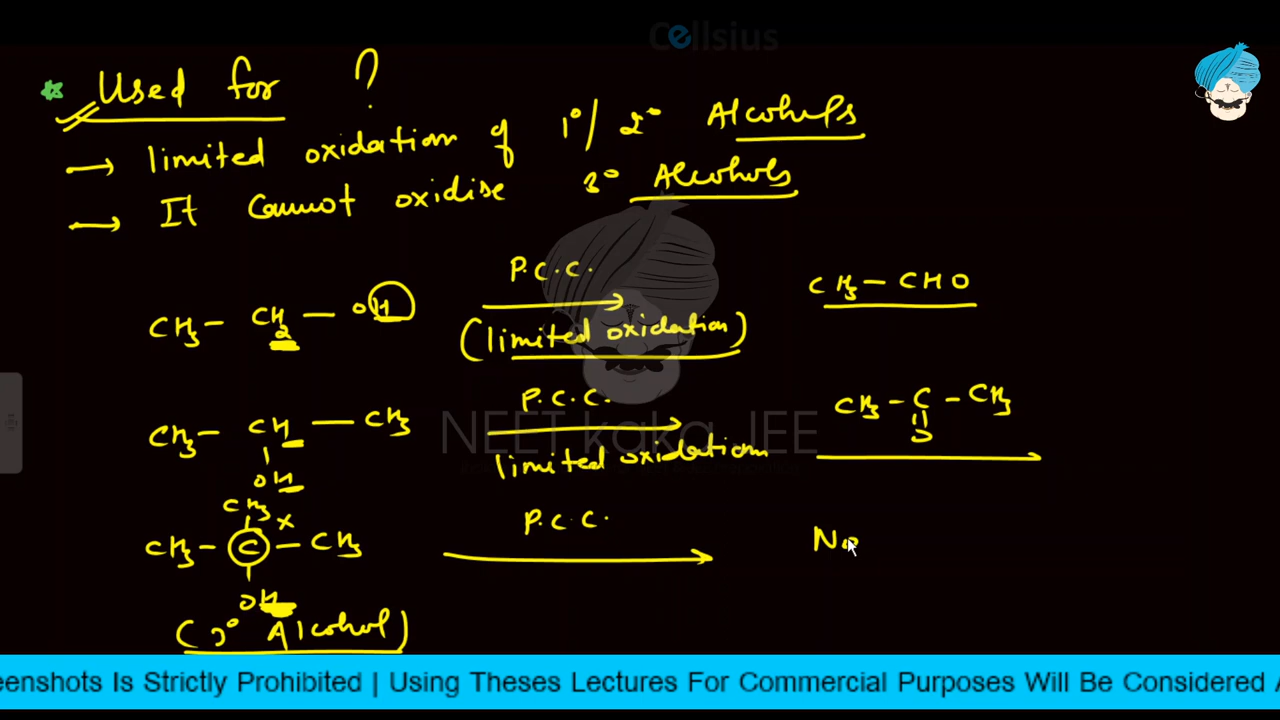 Cellsius
Used for ?
→ limited oxidation of 1°/2° Alcohols
→ It cannot oxidise 3° Alcohols
CH3 - CH2 - OH P.C.C. (limited oxidation) CH3 - CHO
CH3 - CH - CH3 P.C.C. limited oxidation CH3 - C - CH3
OH O
CH3
CH3 - C - CH3 P.C.C. No
OH
(3° Alcohol)
NEET kaka JEE
eenshots Is Strictly Prohibited | Using Theses Lectures For Commercial Purposes Will Be Considered A